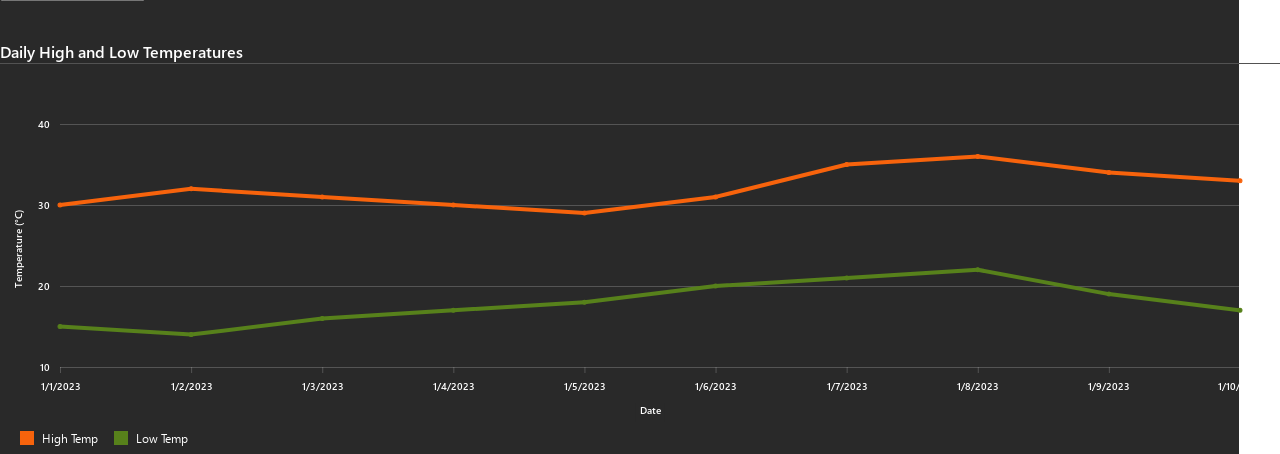 Daily High and Low Temperatures
40
30
20
10
Temperature (°C)
1/1/2023 1/2/2023 1/3/2023 1/4/2023 1/5/2023 1/6/2023 1/7/2023 1/8/2023 1/9/2023 1/10/
Date
High Temp Low Temp